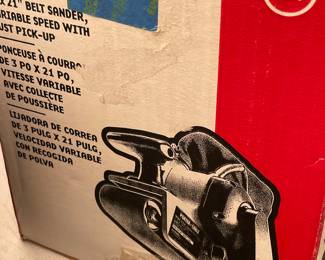 x 21" BELT SANDER,
RIABLE SPEED WITH
UST PICK-UP
PONCEUSE À COURRO
DE 3 PO X 21 PO,
VITESSE VARIABLE
AVEC COLLECTE
DE POUSSIÈRE
LIJADORA DE CORREA
DE 3 PULG X 21 PULG,
VELOCIDAD VARIABLE
CON RECOGIDA
DE POLVA